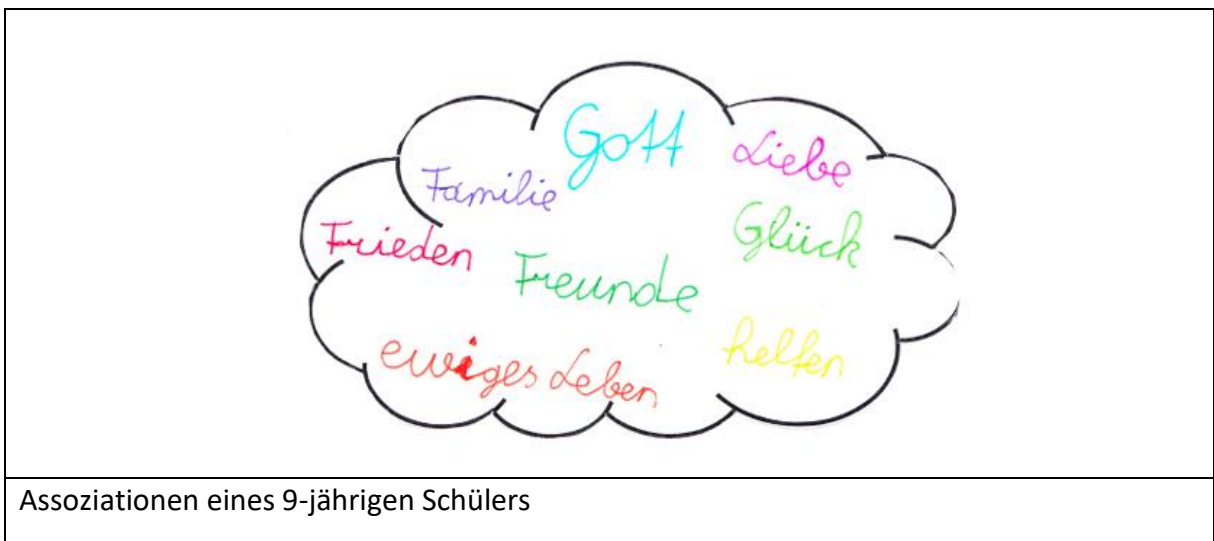 Gott
Liebe
Familie
Glück
Frieden
Freunde
helfen
ewiges Leben
Assoziationen eines 9-jährigen Schülers